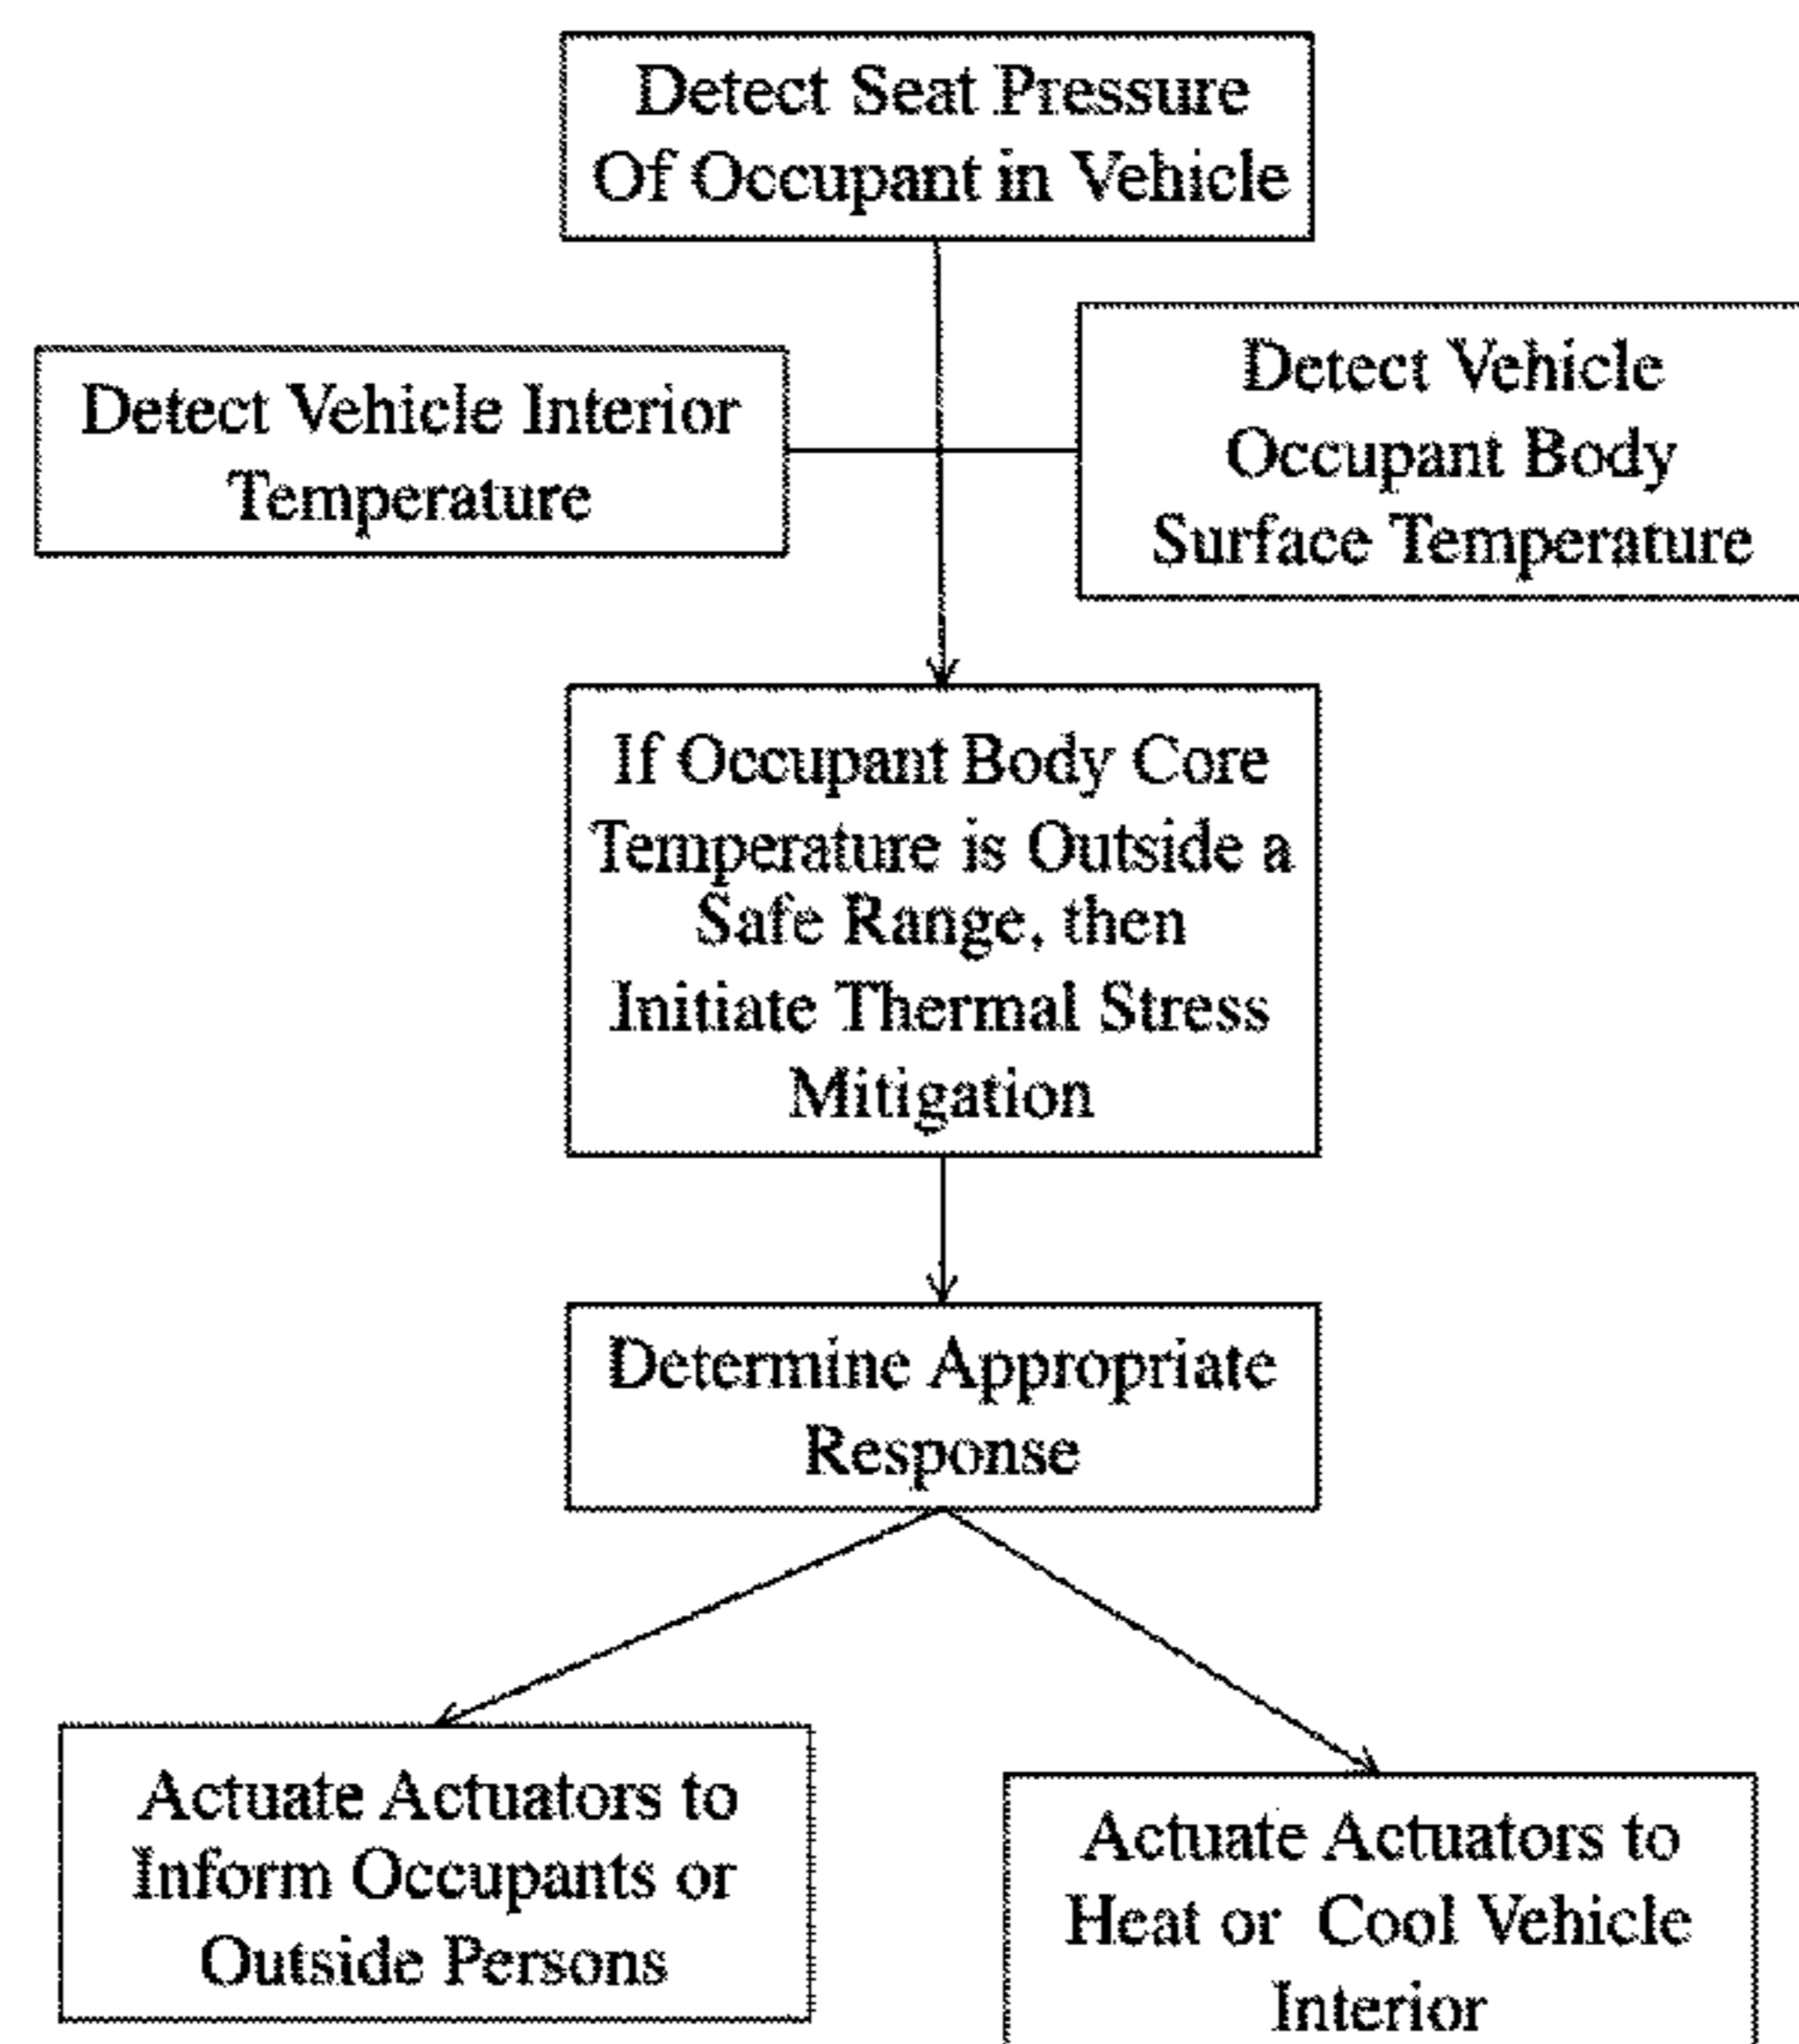 Detect Seat Pressure
Of Occupant in Vehicle
Detect Vehicle Interior
Temperature
Detect Vehicle
Occupant Body
Surface Temperature
If Occupant Body Core
Temperature is Outside a
Safe Range, then
Initiate Thermal Stress
Mitigation
Determine Appropriate
Response
Actuate Actuators to
Inform Occupants or
Outside Persons
Actuate Actuators to
Heat or Cool Vehicle
Interior